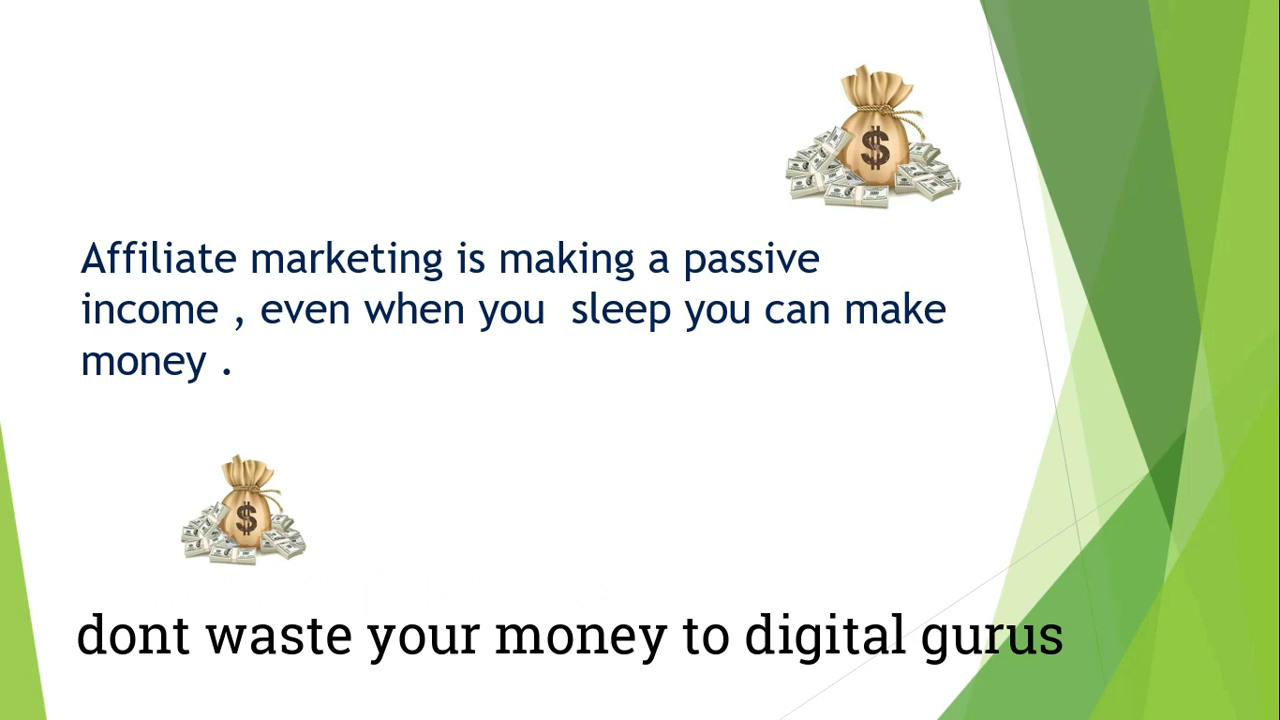 Affiliate marketing is making a passive
income , even when you  sleep you can make
money .
dont waste your money to digital gurus